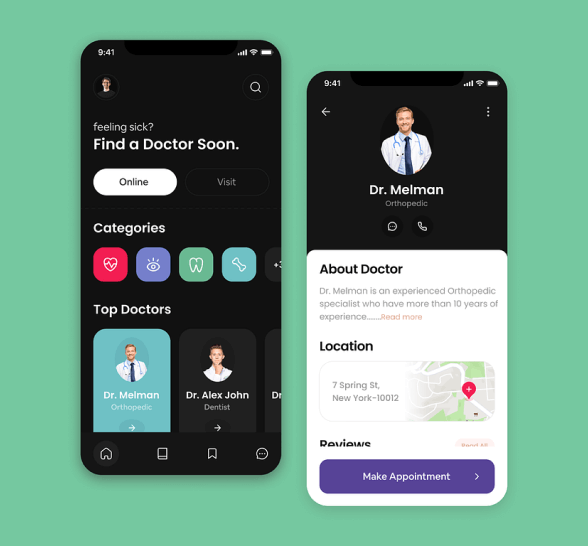 9:41
feeling sick?
Find a Doctor Soon.
Online
Visit
Categories
Top Doctors
Dr. Melman
Orthopedic
Dr. Alex John
Dentist
9:41
Dr. Melman
Orthopedic
About Doctor
Dr. Melman is an experienced Orthopedic
specialist who have more than 10 years of
experience.......Read more
Location
7 Spring St,
New York-10012
Reviews
Read All
Make Appointment